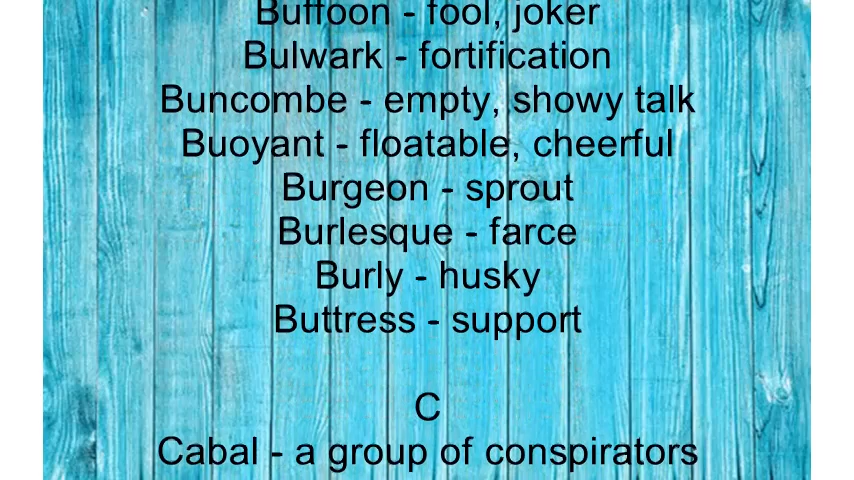 Buffoon - fool, joker
Bulwark - fortification
Buncombe - empty, showy talk
Buoyant - floatable, cheerful
Burgeon - sprout
Burlesque - farce
Burly - husky
Buttress - support
C
Cabal - a group of conspirators